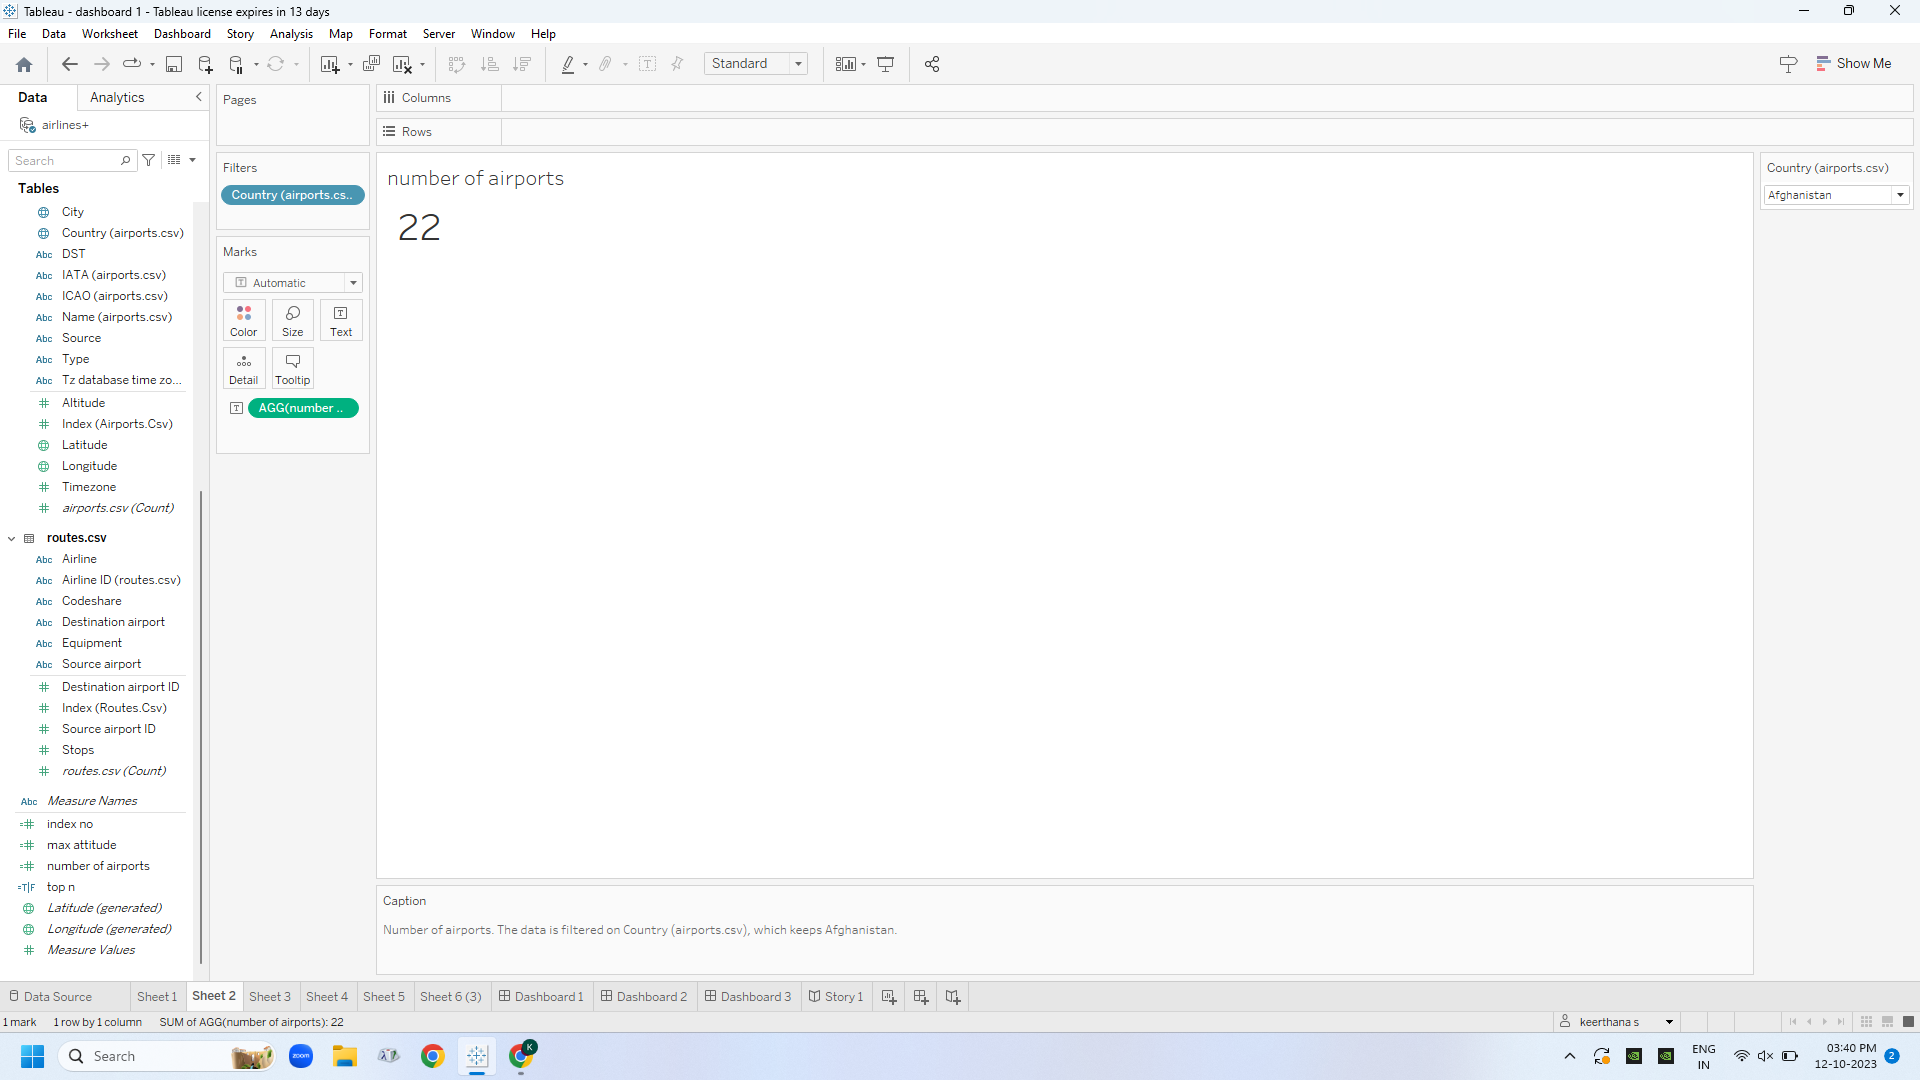 Tableau - dashboard 1 - Tableau license expires in 13 days
File Data Worksheet Dashboard Story Analysis Map Format Server Window Help
Standard
Show Me
Data Analytics
airlines+
Search
Tables
City
Country (airports.csv)
DST
IATA (airports.csv)
ICAO (airports.csv)
Name (airports.csv)
Source
Type
Tz database time zo...
Altitude
Index (Airports.Csv)
Latitude
Longitude
Timezone
airports.csv (Count)
routes.csv
Airline
Airline ID (routes.csv)
Codeshare
Destination airport
Equipment
Source airport
Destination airport ID
Index (Routes.Csv)
Source airport ID
Stops
routes.csv (Count)
Measure Names
index no
max attitude
number of airports
top n
Latitude (generated)
Longitude (generated)
Measure Values
Pages
Filters
Country (airports.cs..
Marks
Automatic
Color Size Text
Detail Tooltip
AGG(number ..
Columns
Rows
number of airports
22
Country (airports.csv)
Afghanistan
Caption
Number of airports. The data is filtered on Country (airports.csv), which keeps Afghanistan.
Data Source Sheet 1 Sheet 2 Sheet 3 Sheet 4 Sheet 5 Sheet 6 (3) Dashboard 1 Dashboard 2 Dashboard 3 Story 1
1 mark 1 row by 1 column SUM of AGG(number of airports): 22
keerthana s
Search
zoom
K
ENG
IN
03:40 PM
12-10-2023
2